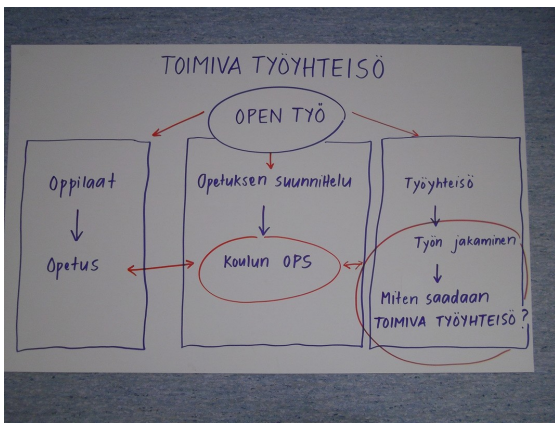 TOIMIVA TYÖYHTEISÖ
OPEN TYÖ
Oppilaat
Opetus
Opetuksen suunnittelu
Koulun OPS
Työyhteisö
Työn jakaminen
Miten saadaan
TOIMIVA TYÖYHTEISÖ?